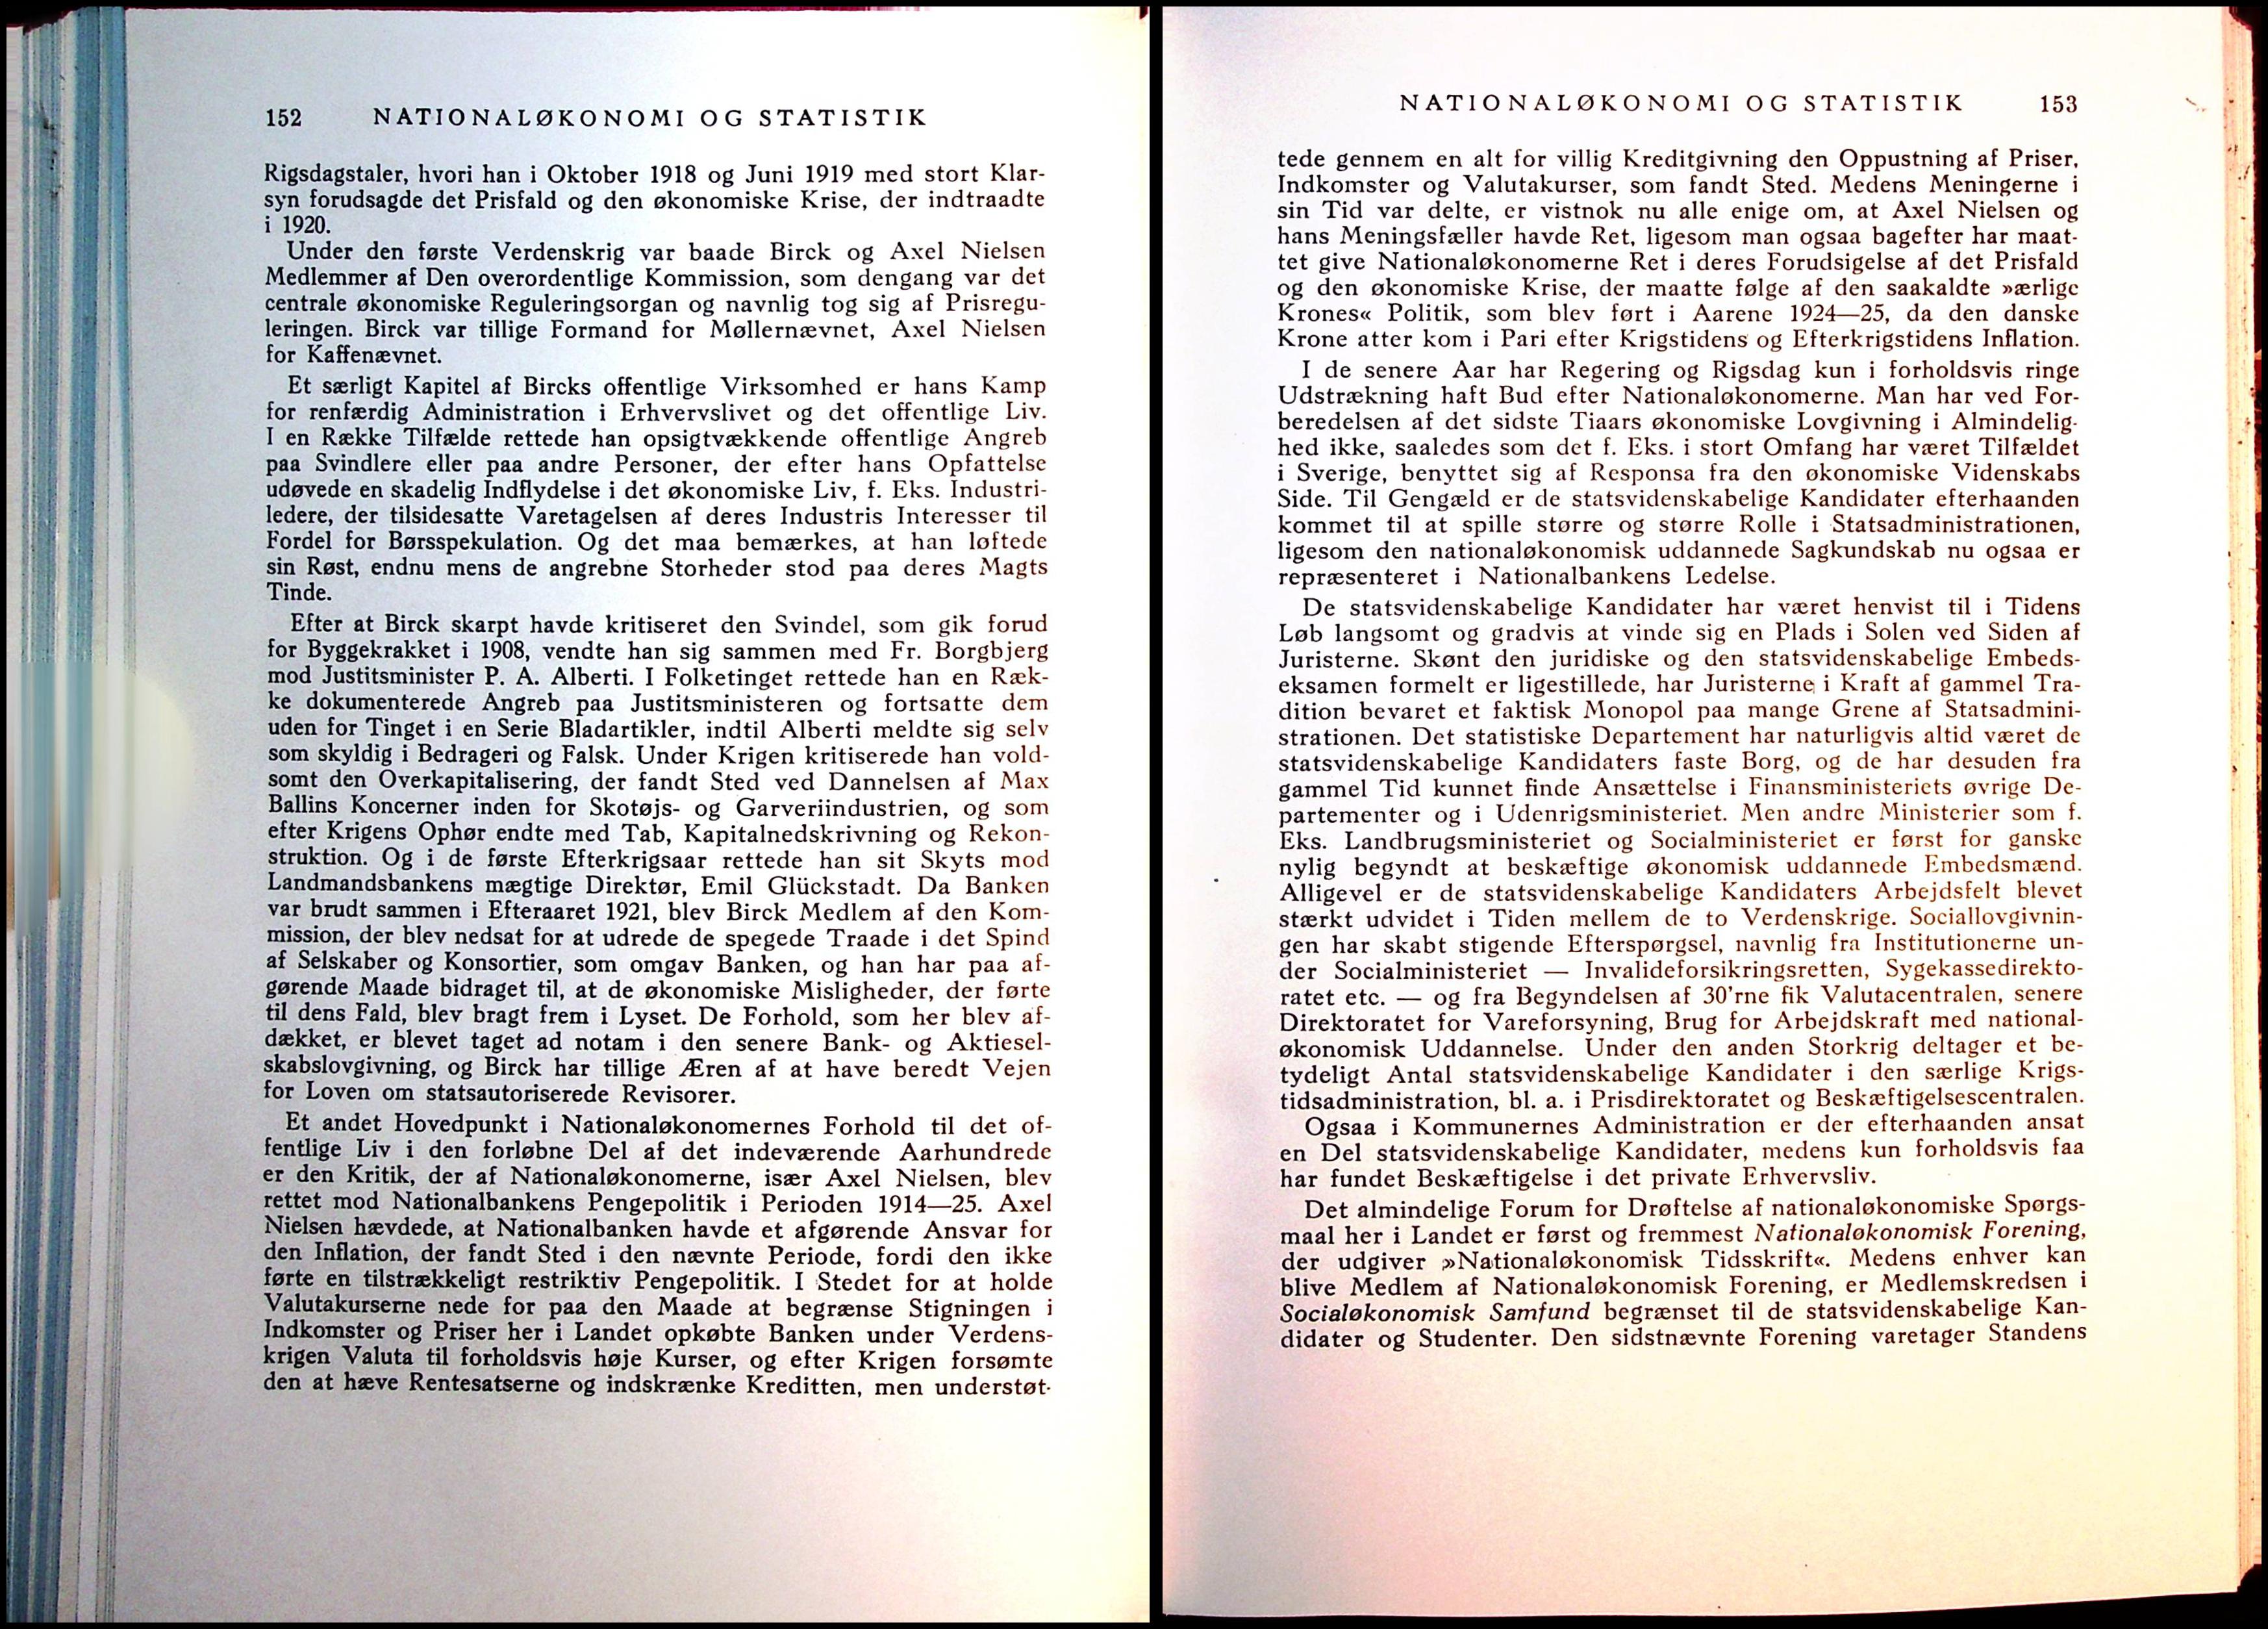 152 NATIONALØKONOMI OG STATISTIK
Rigsdagstaler, hvori han i Oktober 1918 og Juni 1919 med stort Klar-
syn forudsagde det Prisfald og den økonomiske Krise, der indtraadte
i 1920.
Under den første Verdenskrig var baade Birck og Axel Nielsen
Medlemmer af Den overordentlige Kommission, som dengang var det
centrale økonomiske Reguleringsorgan og navnlig tog sig af Prisregu-
leringen. Birck var tillige Formand for Møllernævnet, Axel Nielsen
for Kaffenævnet.
Et særligt Kapitel af Bircks offentlige Virksomhed er hans Kamp
for renfærdig Administration i Erhvervslivet og det offentlige Liv.
I en Række Tilfælde rettede han opsigtvækkende offentlige Angreb
paa Svindlere eller paa andre Personer, der efter hans Opfattelse
udøvede en skadelig Indflydelse i det økonomiske Liv, f. Eks. Industri-
ledere, der tilsidesatte Varetagelsen af deres Industris Interesser til
Fordel for Børsspekulation. Og det maa bemærkes, at han løftede
sin Røst, endnu mens de angrebne Storheder stod paa deres Magts
Tinde.
Efter at Birck skarpt havde kritiseret den Svindel, som gik forud
for Byggekrakket i 1908, vendte han sig sammen med Fr. Borgbjerg
mod Justitsminister P. A. Alberti. I Folketinget rettede han en Ræk-
ke dokumenterede Angreb paa Justitsministeren og fortsatte dem
uden for Tinget i en Serie Bladartikler, indtil Alberti meldte sig selv
som skyldig i Bedrageri og Falsk. Under Krigen kritiserede han vold-
somt den Overkapitalisering, der fandt Sted ved Dannelsen af Max
Ballins Koncerner inden for Skotøjs- og Garveriindustrien, og som
efter Krigens Ophør endte med Tab, Kapitalnedskrivning og Rekon-
struktion. Og i de første Efterkrigsaar rettede han sit Skyts mod
Landmandsbankens mægtige Direktør, Emil Glückstadt. Da Banken
var brudt sammen i Efteraaret 1921, blev Birck Medlem af den Kom-
mission, der blev nedsat for at udrede de spegede Traade i det Spind
af Selskaber og Konsortier, som omgav Banken, og han har paa af-
gørende Maade bidraget til, at de økonomiske Misligheder, der førte
til dens Fald, blev bragt frem i Lyset. De Forhold, som her blev af-
dækket, er blevet taget ad notam i den senere Bank- og Aktiesel-
skabslovgivning, og Birck har tillige Æren af at have beredt Vejen
for Loven om statsautoriserede Revisorer.
Et andet Hovedpunkt i Nationaløkonomernes Forhold til det of-
fentlige Liv i den forløbne Del af det indeværende Aarhundrede
er den Kritik, der af Nationaløkonomerne, især Axel Nielsen, blev
rettet mod Nationalbankens Pengepolitik i Perioden 1914—25. Axel
Nielsen hævdede, at Nationalbanken havde et afgørende Ansvar for
den Inflation, der fandt Sted i den nævnte Periode, fordi den ikke
førte en tilstrækkeligt restriktiv Pengepolitik. I Stedet for at holde
Valutakurserne nede for paa den Maade at begrænse Stigningen i
Indkomster og Priser her i Landet opkøbte Banken under Verdens-
krigen Valuta til forholdsvis høje Kurser, og efter Krigen forsømte
den at hæve Rentesatserne og indskrænke Kreditten, men understøt-
NATIONALØKONOMI OG STATISTIK 153
tede gennem en alt for villig Kreditgivning den Oppustning af Priser,
Indkomster og Valutakurser, som fandt Sted. Medens Meningerne i
sin Tid var delte, er vistnok nu alle enige om, at Axel Nielsen og
hans Meningsfæller havde Ret, ligesom man ogsaa bagefter har maat-
tet give Nationaløkonomerne Ret i deres Forudsigelse af det Prisfald
og den økonomiske Krise, der maatte følge af den saakaldte »ærlige
Krones« Politik, som blev ført i Aarene 1924—25, da den danske
Krone atter kom i Pari efter Krigstidens og Efterkrigstidens Inflation.
I de senere Aar har Regering og Rigsdag kun i forholdsvis ringe
Udstrækning haft Bud efter Nationaløkonomerne. Man har ved For-
beredelsen af det sidste Tiaars økonomiske Lovgivning i Almindelig-
hed ikke, saaledes som det f. Eks. i stort Omfang har været Tilfældet
i Sverige, benyttet sig af Responsa fra den økonomiske Videnskabs
Side. Til Gengæld er de statsvidenskabelige Kandidater efterhaanden
kommet til at spille større og større Rolle i Statsadministrationen,
ligesom den nationaløkonomisk uddannede Sagkundskab nu ogsaa er
repræsenteret i Nationalbankens Ledelse.
De statsvidenskabelige Kandidater har været henvist til i Tidens
Løb langsomt og gradvis at vinde sig en Plads i Solen ved Siden af
Juristerne. Skønt den juridiske og den statsvidenskabelige Embeds-
eksamen formelt er ligestillede, har Juristerne i Kraft af gammel Tra-
dition bevaret et faktisk Monopol paa mange Grene af Statsadmini-
strationen. Det statistiske Departement har naturligvis altid været de
statsvidenskabelige Kandidaters faste Borg, og de har desuden fra
gammel Tid kunnet finde Ansættelse i Finansministeriets øvrige De-
partementer og i Udenrigsministeriet. Men andre Ministerier som f.
Eks. Landbrugsministeriet og Socialministeriet er først for ganske
nylig begyndt at beskæftige økonomisk uddannede Embedsmænd.
Alligevel er de statsvidenskabelige Kandidaters Arbejdsfelt blevet
stærkt udvidet i Tiden mellem de to Verdenskrige. Sociallovgivnin-
gen har skabt stigende Efterspørgsel, navnlig fra Institutionerne un-
der Socialministeriet — Invalideforsikringsretten, Sygekassedirekto-
ratet etc. — og fra Begyndelsen af 30'rne fik Valutacentralen, senere
Direktoratet for Vareforsyning, Brug for Arbejdskraft med national-
økonomisk Uddannelse. Under den anden Storkrig deltager et be-
tydeligt Antal statsvidenskabelige Kandidater i den særlige Krigs-
tidsadministration, bl. a. i Prisdirektoratet og Beskæftigelsescentralen.
Ogsaa i Kommunernes Administration er der efterhaanden ansat
en Del statsvidenskabelige Kandidater, medens kun forholdsvis faa
har fundet Beskæftigelse i det private Erhvervsliv.
Det almindelige Forum for Drøftelse af nationaløkonomiske Spørgs-
maal her i Landet er først og fremmest Nationaløkonomisk Forening,
der udgiver »Nationaløkonomisk Tidsskrift«. Medens enhver kan
blive Medlem af Nationaløkonomisk Forening, er Medlemskredsen i
Socialøkonomisk Samfund begrænset til de statsvidenskabelige Kan-
didater og Studenter. Den sidstnævnte Forening varetager Standens